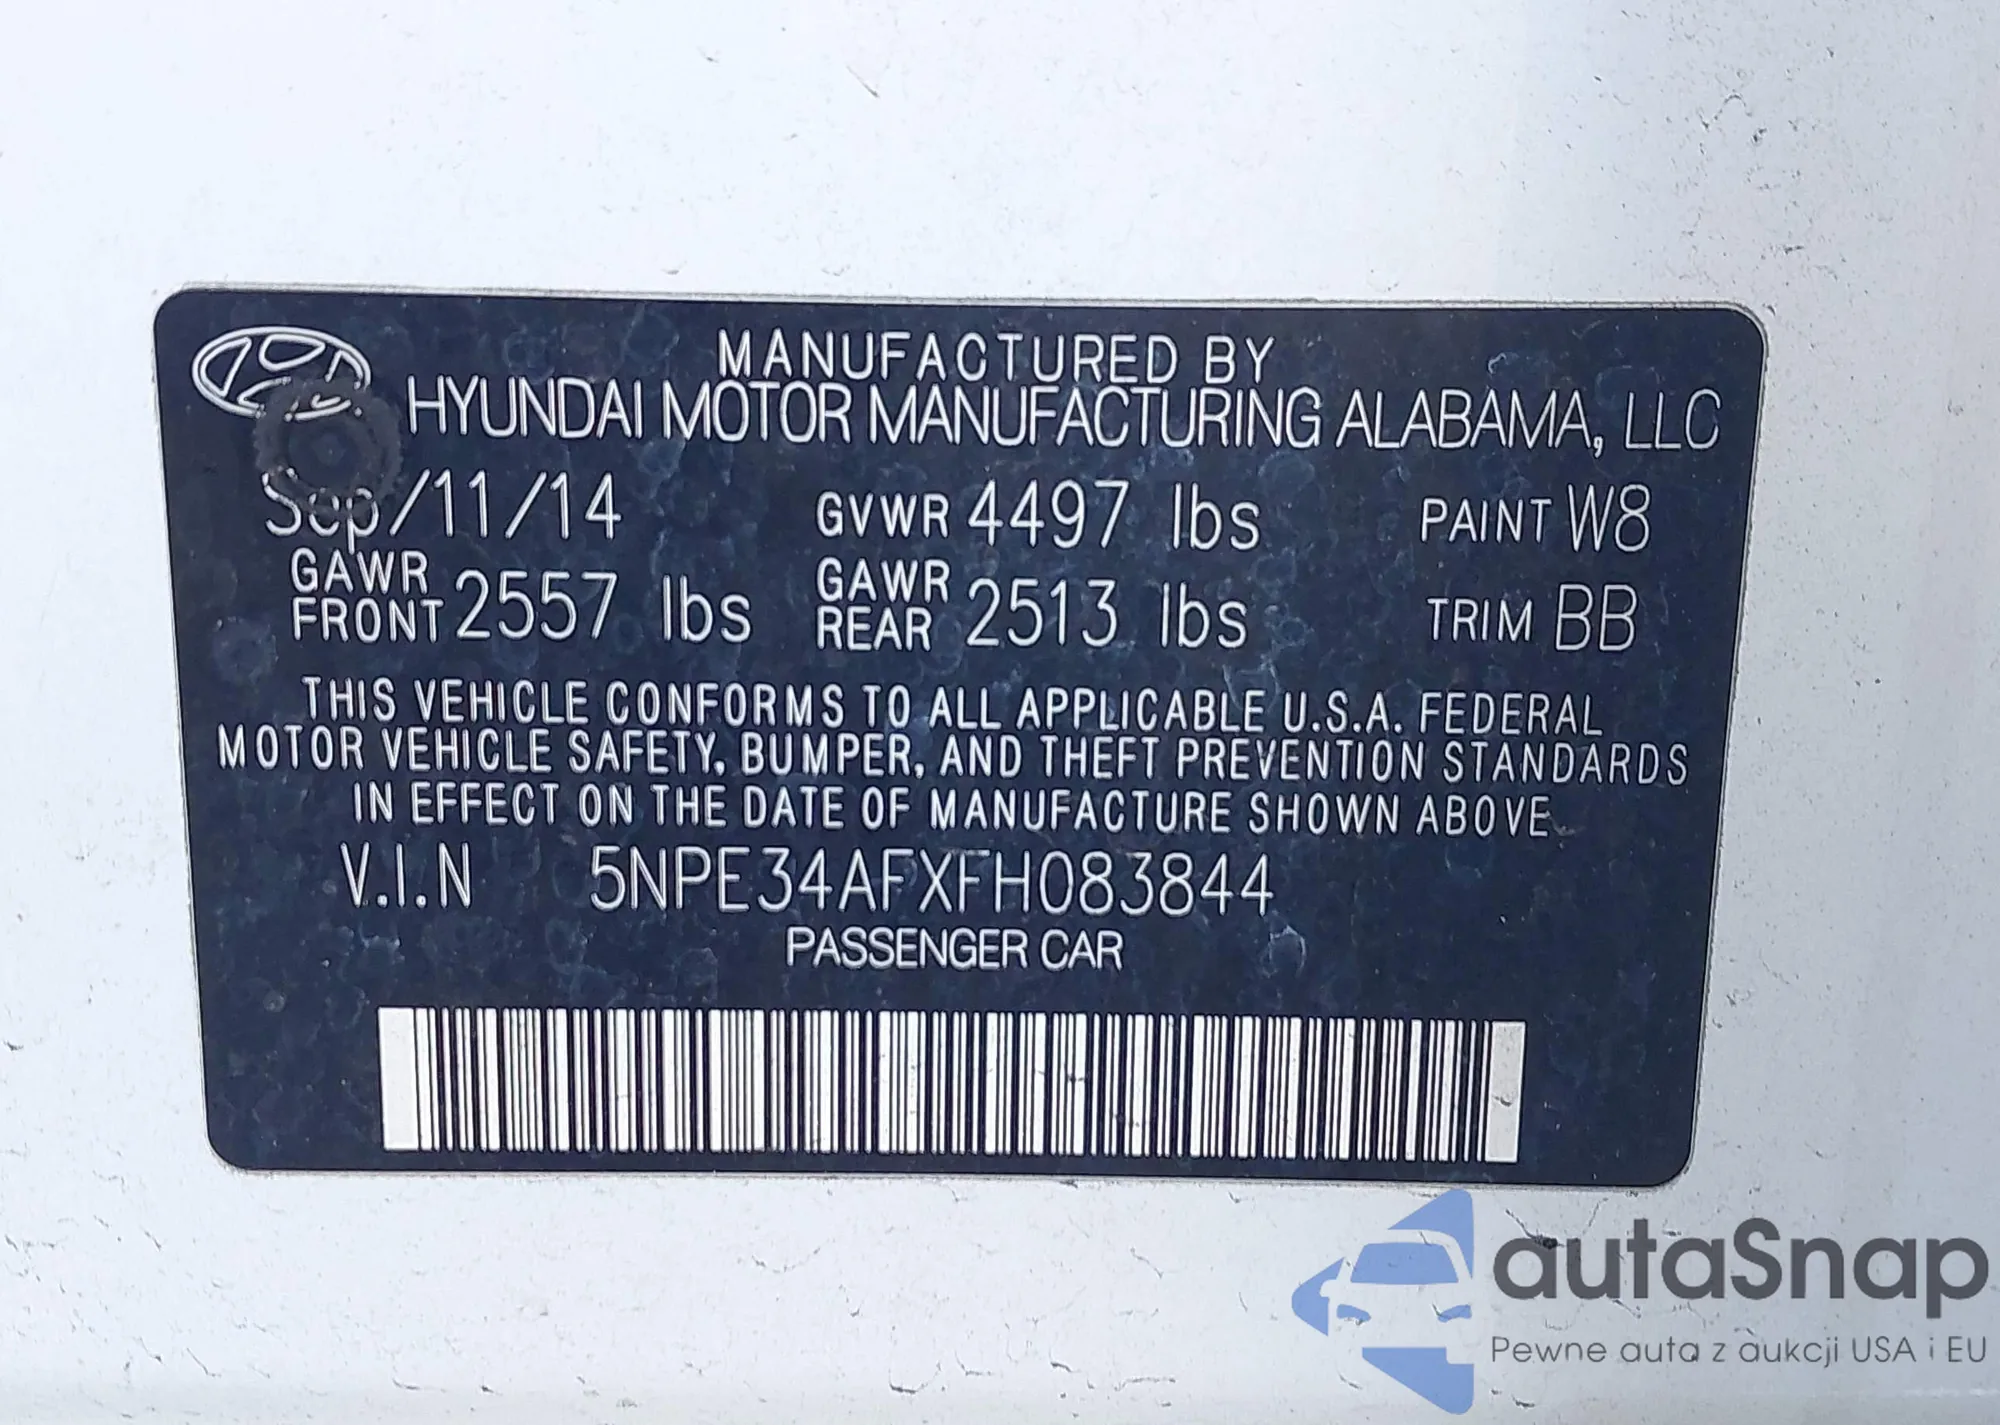 MANUFACTURED BY
HYUNDAI MOTOR MANUFACTURING ALABAMA, LLC
Sep/11/14 GVWR 4497 lbs PAINT W8
GAWR FRONT 2557 lbs GAWR REAR 2513 lbs TRIM BB
THIS VEHICLE CONFORMS TO ALL APPLICABLE U.S.A. FEDERAL
MOTOR VEHICLE SAFETY, BUMPER, AND THEFT PREVENTION STANDARDS
IN EFFECT ON THE DATE OF MANUFACTURE SHOWN ABOVE
V.I.N 5NPE34AFXFH083844
PASSENGER CAR
autaSnap
Pewne auta z aukcji USA i EU